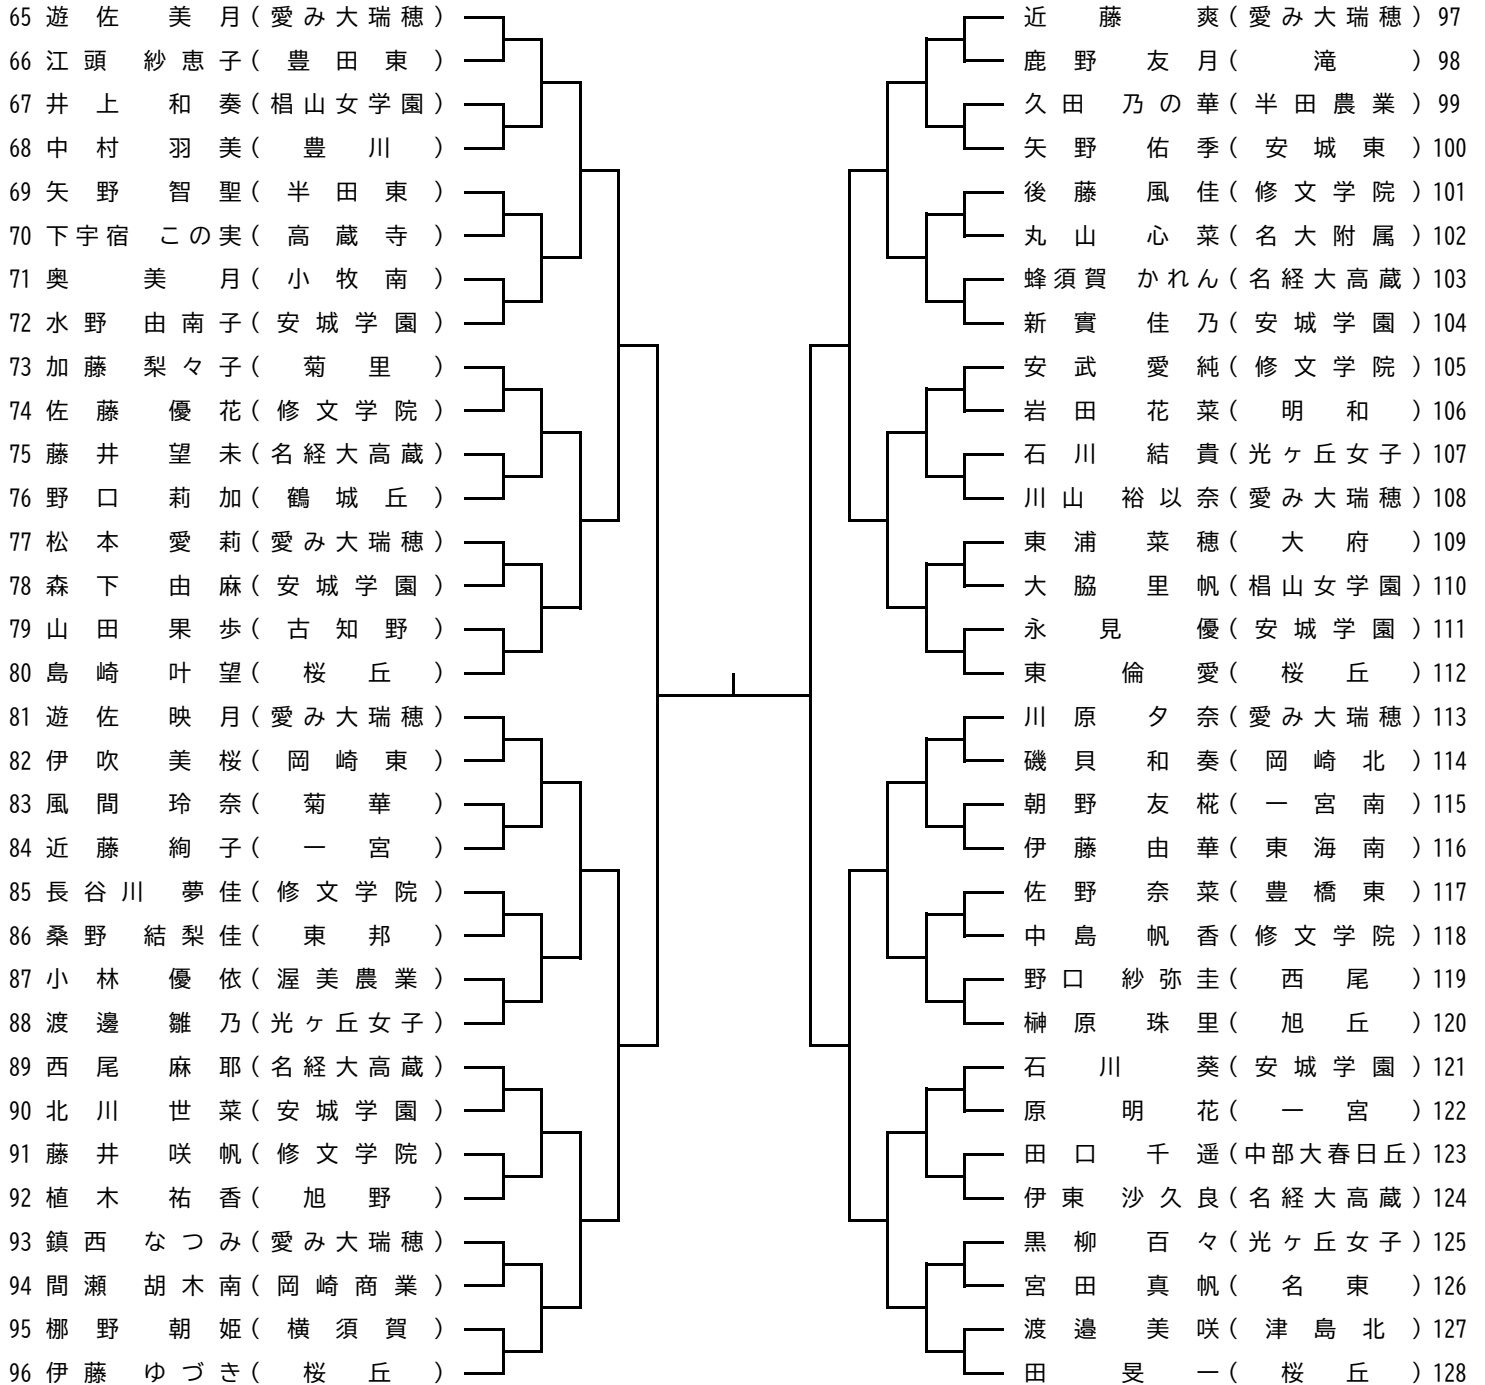 65 遊佐 美月(愛み大瑞穂)
66 江頭 紗恵子(豊田東)
67 井上 和奏(椙山女学園)
68 中村 羽美(豊川)
69 矢野 智聖(半田東)
70 下宇宿 この実(高蔵寺)
71 奥 美月(小牧南)
72 水野 由南子(安城学園)
73 加藤 梨々子(菊里)
74 佐藤 優花(修文学院)
75 藤井 望未(名経大高蔵)
76 野口 莉加(鶴城丘)
77 松本 愛莉(愛み大瑞穂)
78 森下 由麻(安城学園)
79 山田 果歩(古知野)
80 島崎 叶望(桜丘)
81 遊佐 映月(愛み大瑞穂)
82 伊吹 美桜(岡崎東)
83 風間 玲奈(菊華)
84 近藤 絢子(一宮)
85 長谷川 夢佳(修文学院)
86 桑野 結梨佳(東邦)
87 小林 優依(渥美農業)
88 渡邊 雛乃(光ヶ丘女子)
89 西尾 麻耶(名経大高蔵)
90 北川 世菜(安城学園)
91 藤井 咲帆(修文学院)
92 植木 祐香(旭野)
93 鎮西 なつみ(愛み大瑞穂)
94 間瀬 胡木南(岡崎商業)
95 梛野 朝姫(横須賀)
96 伊藤 ゆづき(桜丘)
近藤 爽(愛み大瑞穂)97
鹿野 友月(滝)98
久田 乃の華(半田農業)99
矢野 佑季(安城東)100
後藤 風佳(修文学院)101
丸山 心菜(名大附属)102
蜂須賀 かれん(名経大高蔵)103
新實 佳乃(安城学園)104
安武 愛純(修文学院)105
岩田 花菜(明和)106
石川 結貴(光ヶ丘女子)107
川山 裕以奈(愛み大瑞穂)108
東浦 菜穂(大府)109
大脇 里帆(椙山女学園)110
永見 優(安城学園)111
東 倫愛(桜丘)112
川原 夕奈(愛み大瑞穂)113
磯貝 和奏(岡崎北)114
朝野 友椛(一宮南)115
伊藤 由華(東海南)116
佐野 奈菜(豊橋東)117
中島 帆香(修文学院)118
野口 紗弥圭(西尾)119
榊原 珠里(旭丘)120
石川 葵(安城学園)121
原 明花(一宮)122
田口 千遥(中部大春日丘)123
伊東 沙久良(名経大高蔵)124
黒柳 百々(光ヶ丘女子)125
宮田 真帆(名東)126
渡邉 美咲(津島北)127
田 旻一(桜丘)128